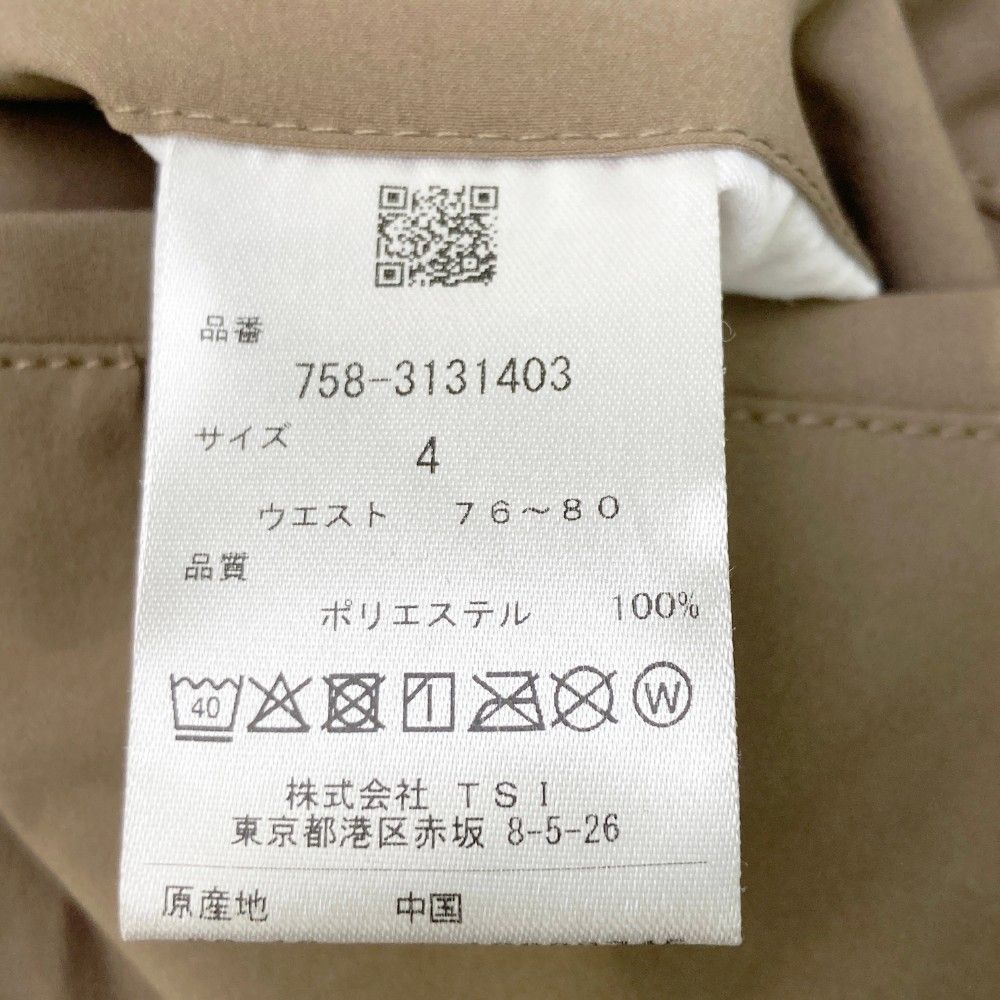 品番
758-3131403
サイズ 4
ウエスト 76～80
品質
ポリエステル 100%
40 W
株式会社 TSI
東京都港区赤坂 8-5-26
原産地 中国